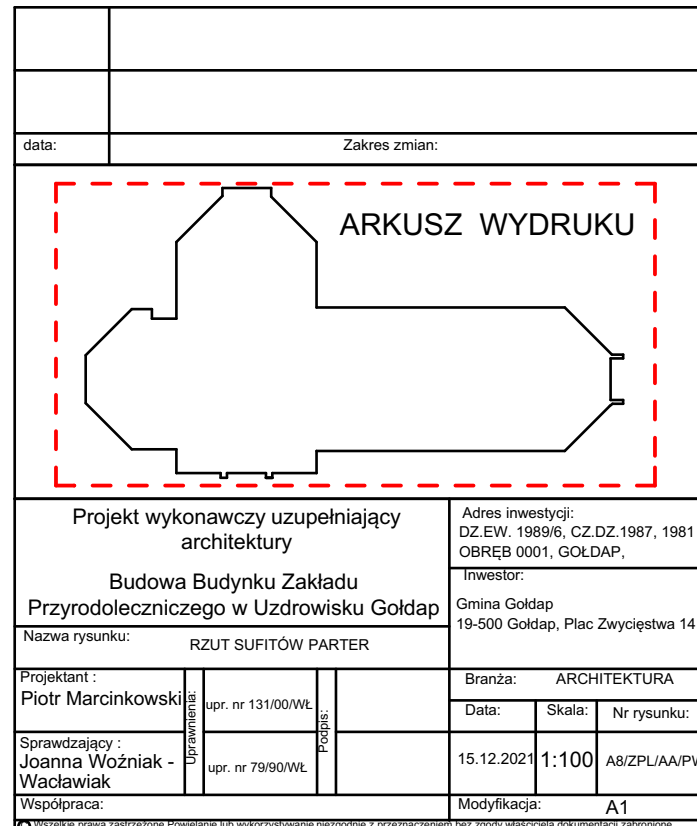 data:
Zakres zmian:
ARKUSZ WYDRUKU
Projekt wykonawczy uzupełniający
architektury
Budowa Budynku Zakładu
Przyrodoleczniczego w Uzdrowisku Gołdap
Adres inwestycji:
DZ.EW. 1989/6, CZ.DZ.1987, 1981
OBRĘB 0001, GOŁDAP,
Inwestor:
Gmina Gołdap
19-500 Gołdap, Plac Zwycięstwa 14
Nazwa rysunku:
RZUT SUFITÓW PARTER
Projektant :
Piotr Marcinkowski
Uprawnienia:
upr. nr 131/00/WŁ
Podpis:
Branża:
ARCHITEKTURA
Data:
Skala:
Nr rysunku:
Sprawdzający :
Joanna Woźniak -
Wacławiak
upr. nr 79/90/WŁ
15.12.2021
1:100
A8/ZPL/AA/PW
Współpraca:
Modyfikacja:
A1
Wszelkie prawa zastrzeżone Powielanie lub wykorzystywanie niezgodnie z przeznaczeniem bez zgody właściciela dokumentacji zabronione